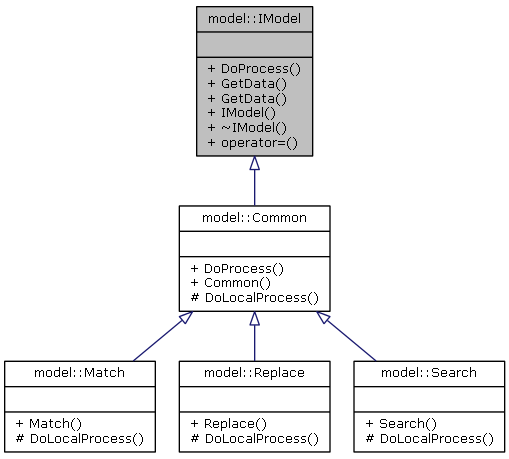 model::IModel
+ DoProcess()
+ GetData()
+ GetData()
+ IModel()
+ ~IModel()
+ operator=()
model::Common
+ DoProcess()
+ Common()
# DoLocalProcess()
model::Match
+ Match()
# DoLocalProcess()
model::Replace
+ Replace()
# DoLocalProcess()
model::Search
+ Search()
# DoLocalProcess()